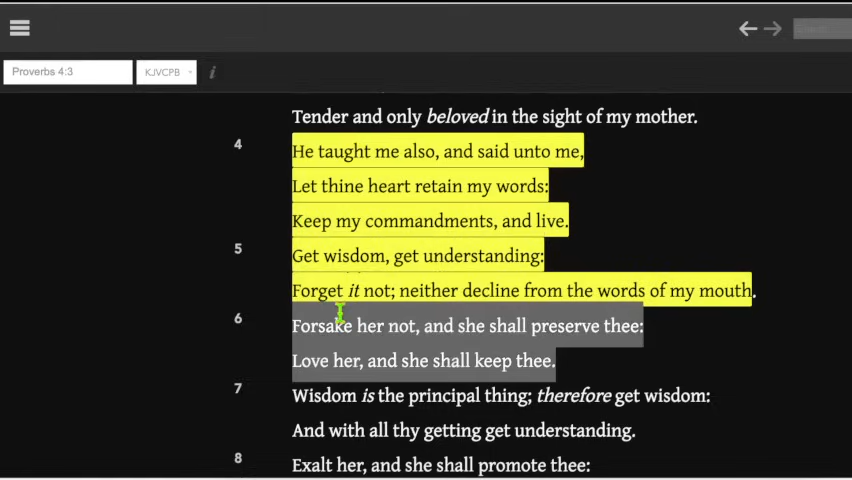 Proverbs 4:3
KJVCPB
i
Tender and only beloved in the sight of my mother.
4
He taught me also, and said unto me,
Let thine heart retain my words:
Keep my commandments, and live.
5
Get wisdom, get understanding:
Forget it not; neither decline from the words of my mouth.
6
Forsake her not, and she shall preserve thee:
Love her, and she shall keep thee.
7
Wisdom is the principal thing; therefore get wisdom:
And with all thy getting get understanding.
8
Exalt her, and she shall promote thee: